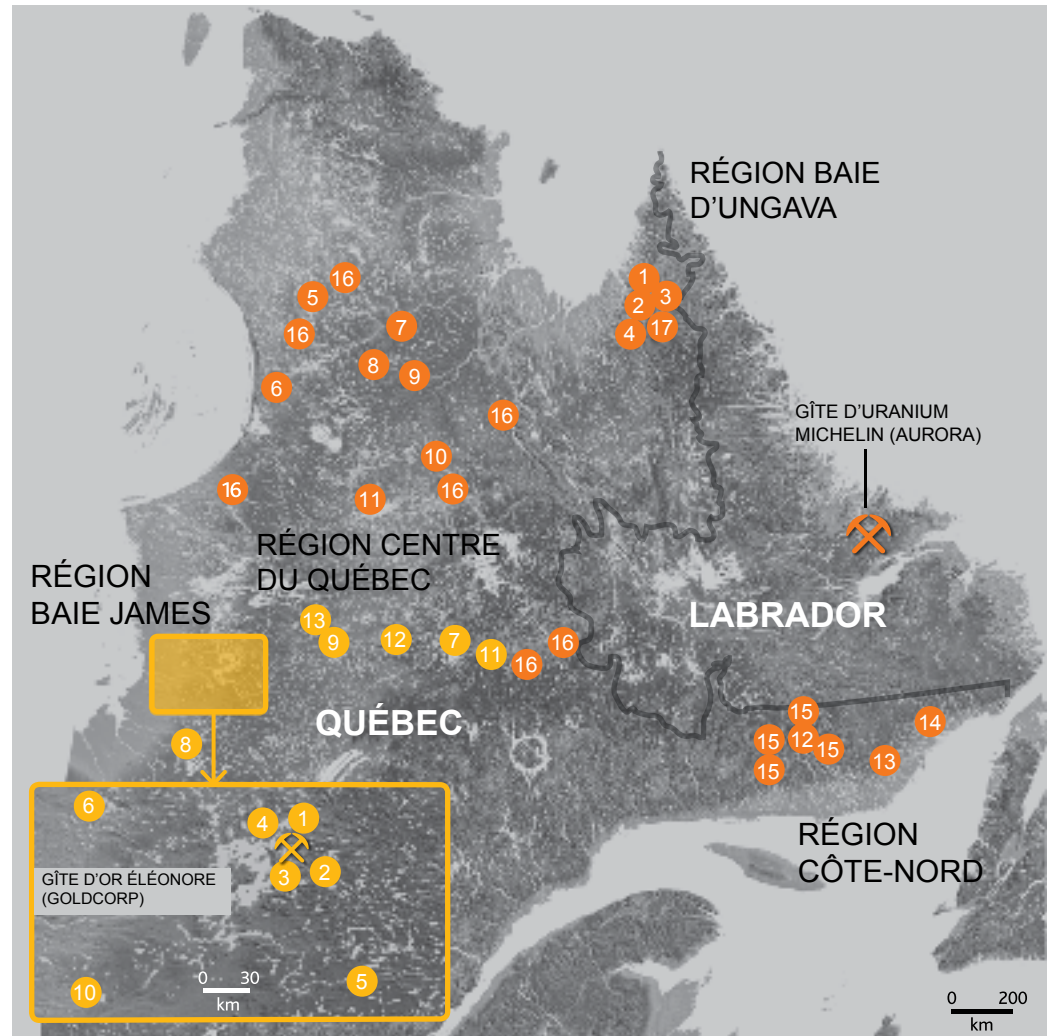 RÉGION BAIE
D'UNGAVA
16
1
5
3
2
16
7
17
4
8
9
6
16
GÎTE D'URANIUM
MICHELIN (AURORA)
10
16
16
11
RÉGION CENTRE
DU QUÉBEC
RÉGION
BAIE JAMES
LABRADOR
13
9
12
7
11
16
16
QUÉBEC
15
14
8
15
12
15
13
15
6
4
1
RÉGION
CÔTE-NORD
GÎTE D'OR ÉLÉONORE
(GOLDCORP)
3
2
0 30
km
5
10
0 200
km